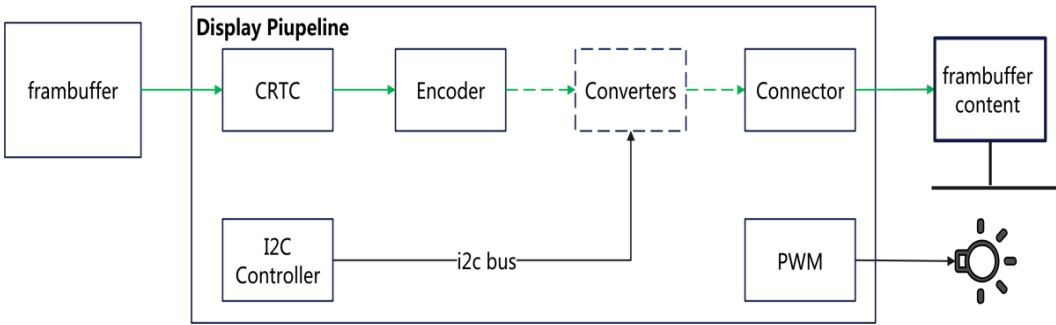 Display Piupeline
frambuffer
CRTC
Encoder
Converters
Connector
frambuffer
content
I2C
Controller
i2c bus
PWM